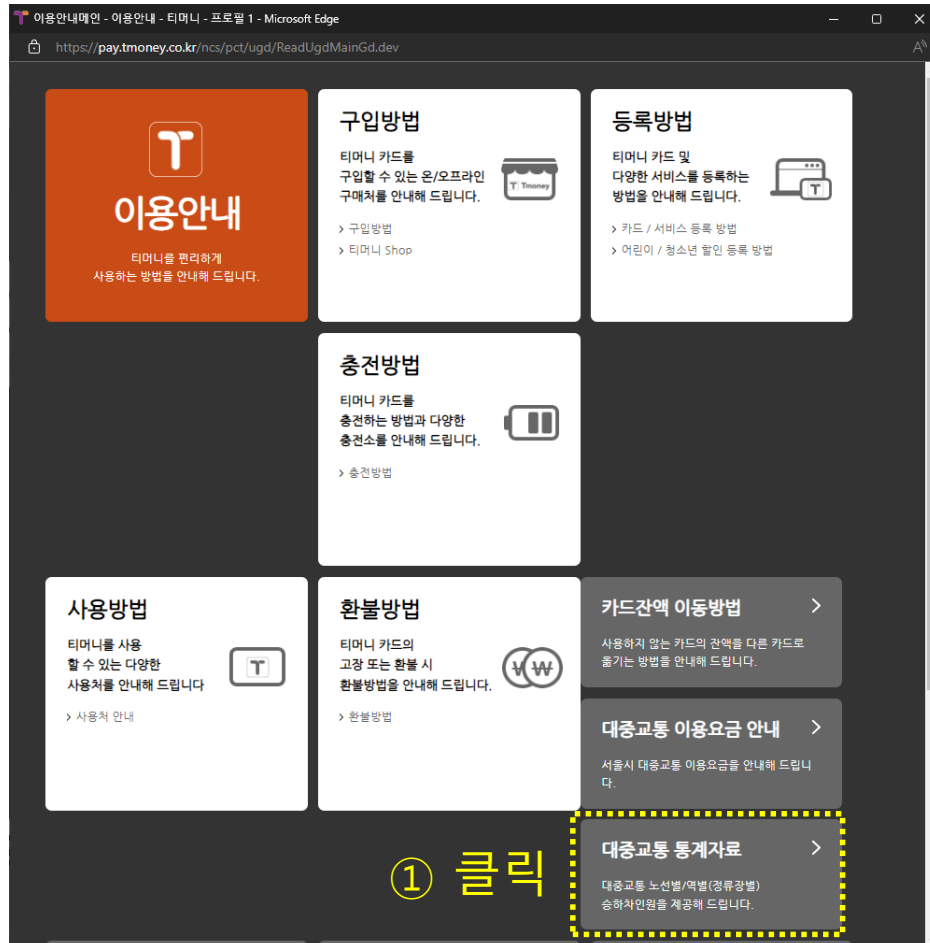 이용안내메인 - 이용안내 - 티머니 - 프로필 1 - Microsoft Edge
https://pay.tmoney.co.kr/ncs/pct/ugd/ReadUgdMainGd.dev
이용안내
티머니를 편리하게
사용하는 방법을 안내해 드립니다.
구입방법
티머니 카드를
구입할 수 있는 온/오프라인
구매처를 안내해 드립니다.
Tmoney
> 구입방법
> 티머니 Shop
등록방법
티머니 카드 및
다양한 서비스를 등록하는
방법을 안내해 드립니다.
> 카드 / 서비스 등록 방법
> 어린이 / 청소년 할인 등록 방법
충전방법
티머니 카드를
충전하는 방법과 다양한
충전소를 안내해 드립니다.
> 충전방법
사용방법
티머니를 사용
할 수 있는 다양한
사용처를 안내해 드립니다
> 사용처 안내
환불방법
티머니 카드의
고장 또는 환불 시
환불방법을 안내해 드립니다.
> 환불방법
카드잔액 이동방법
사용하지 않는 카드의 잔액을 다른 카드로
옮기는 방법을 안내해 드립니다.
대중교통 이용요금 안내
서울시 대중교통 이용요금을 안내해 드립니
다.
① 클릭
대중교통 통계자료
대중교통 노선별/역별(정류장별)
승하차인원을 제공해 드립니다.